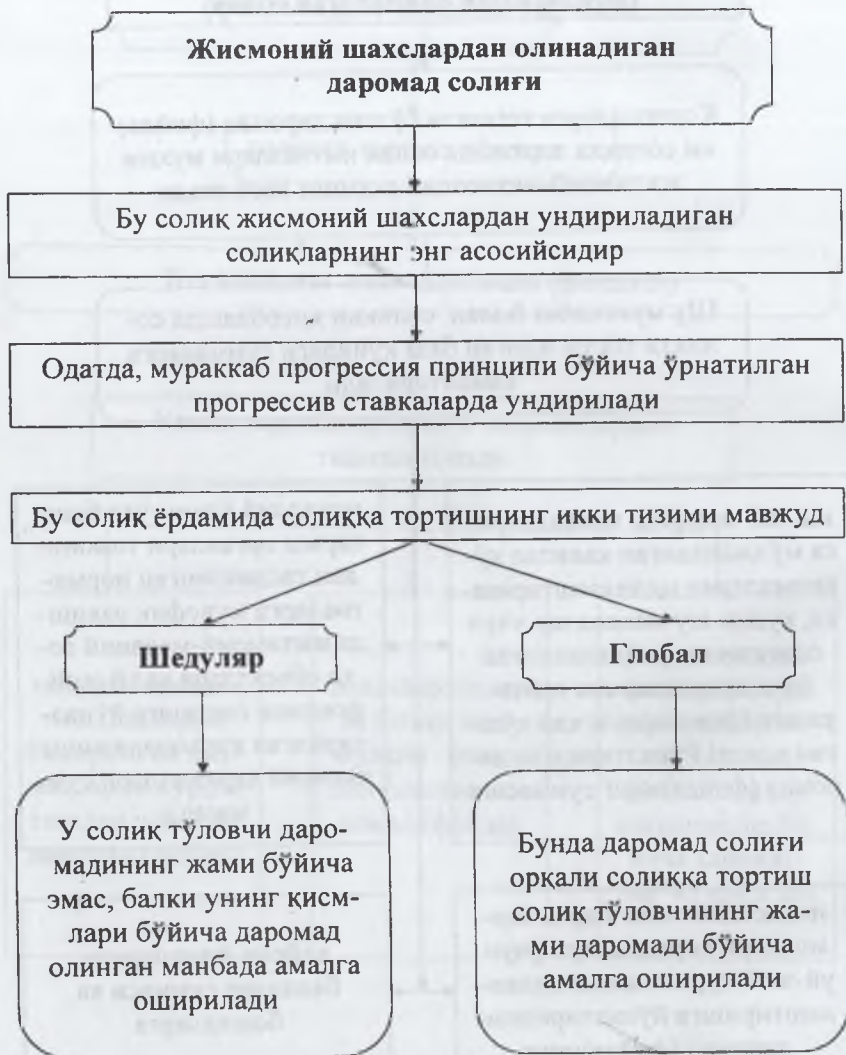 Жисмоний шахслардан олинадиган
даромад солиғи
Бу солиқ жисмоний шахслардан ундириладиган
солиқларнинг энг асосийсидир
Одатда, мураккаб прогрессия принципи бўйича ўрнатилган
прогрессив ставкаларда ундирилади
Бу солиқ ёрдамида солиққа тортишнинг икки тизими мавжуд
Шедуляр
Глобал
У солиқ тўловчи даро-
мадининг жами бўйича
эмас, балки унинг қисм-
лари бўйича даромад
олинган манбада амалга
оширилади
Бунда даромад солиғи
орқали солиққа тортиш
солиқ тўловчининг жа-
ми даромади бўйича
амалга оширилади